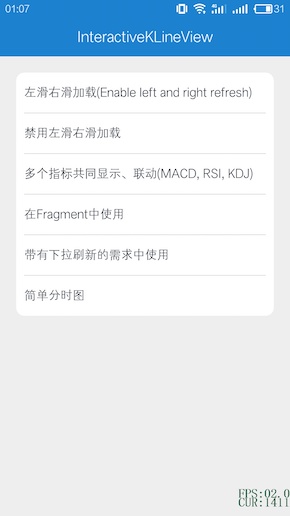 01:07 31
InteractiveKLineView
左滑右滑加载(Enable left and right refresh)
禁用左滑右滑加载
多个指标共同显示、联动(MACD, RSI, KDJ)
在Fragment中使用
带有下拉刷新的需求中使用
简单分时图
FPS:02.0
CUR:1411